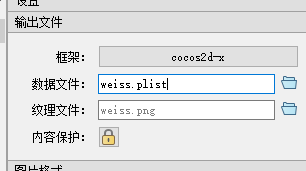 输出文件
框架:
cocos2d-x
数据文件:
weiss.plist
纹理文件:
weiss.png
内容保护: